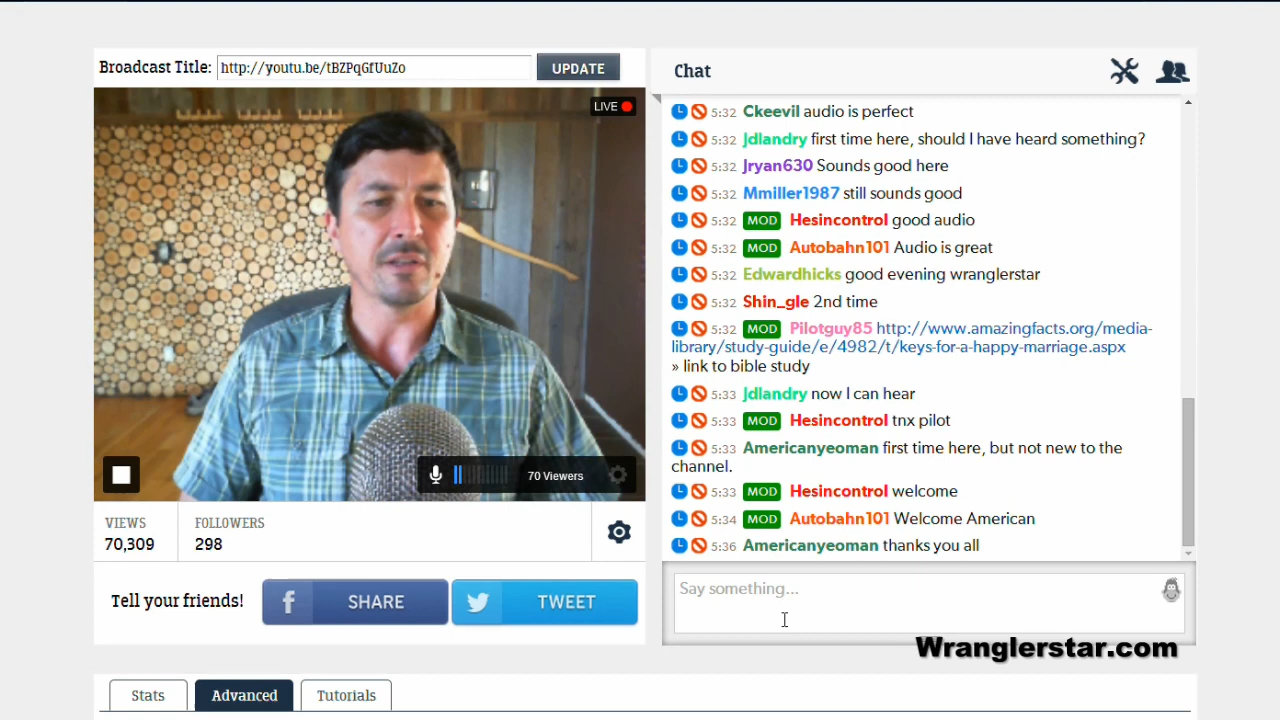 Broadcast Title: http://youtu.be/tBZPqGfUuZo UPDATE
LIVE
70 Viewers
VIEWS
70,309
FOLLOWERS
298
Tell your friends! SHARE TWEET
Chat
5:32 Ckeevil audio is perfect
5:32 Jdlandry first time here, should I have heard something?
5:32 Jryan630 Sounds good here
5:32 Mmiller1987 still sounds good
5:32 MOD Hesincontrol good audio
5:32 MOD Autobahn101 Audio is great
5:32 Edwardhicks good evening wranglerstar
5:32 Shin_gle 2nd time
5:32 MOD Pilotguy85 http://www.amazingfacts.org/media-
library/study-guide/e/4982/t/keys-for-a-happy-marriage.aspx
» link to bible study
5:33 Jdlandry now I can hear
5:33 MOD Hesincontrol tnx pilot
5:33 Americanyeoman first time here, but not new to the
channel.
5:33 MOD Hesincontrol welcome
5:34 MOD Autobahn101 Welcome American
5:36 Americanyeoman thanks you all
Say something...
Wranglerstar.com
Stats Advanced Tutorials